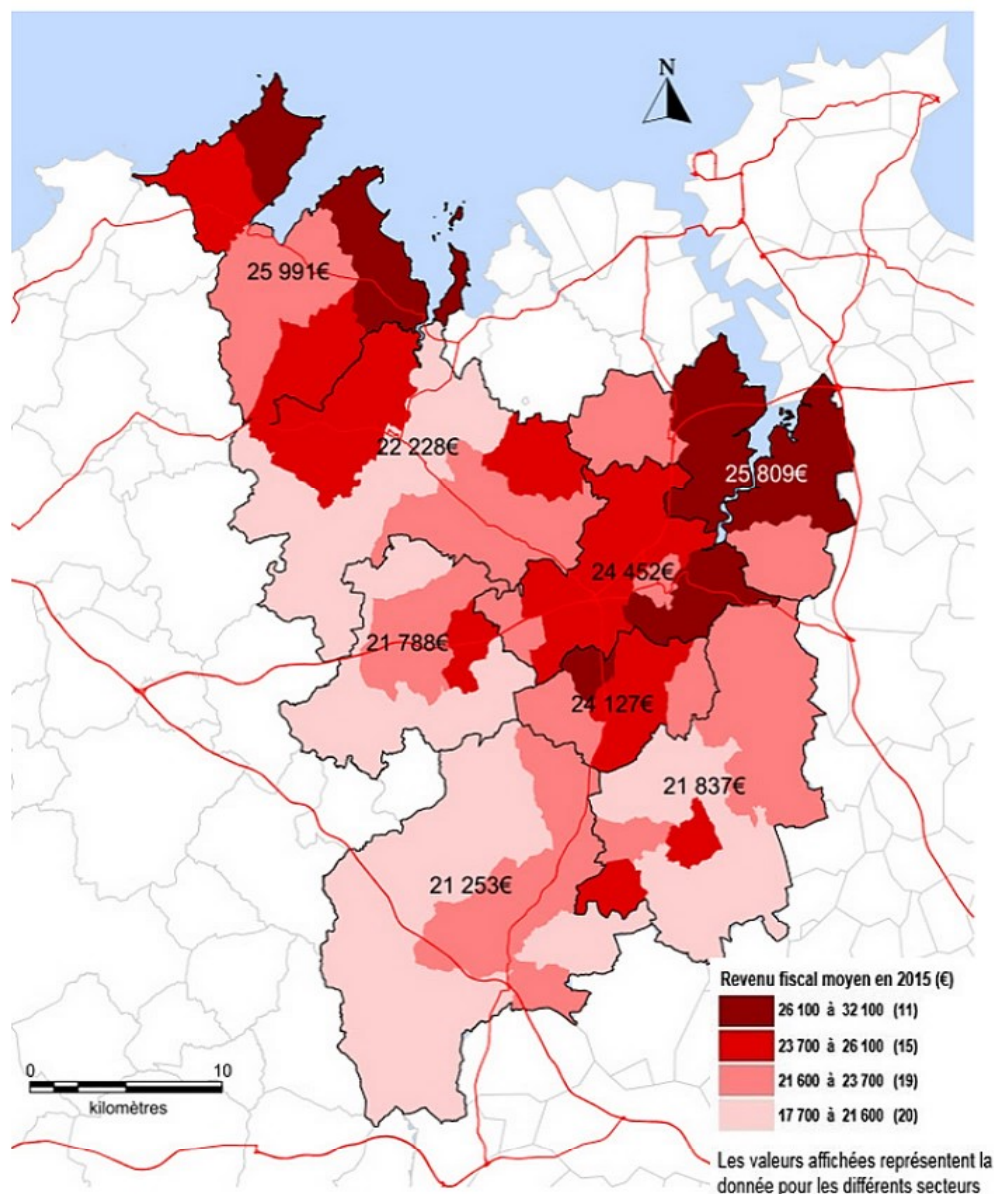 N
25 991€
22 228€
25 809€
24 452€
21 788€
24 127€
21 837€
21 253€
Revenu fiscal moyen en 2015 (€)
26 100 à 32 100 (11)
23 700 à 26 100 (15)
21 600 à 23 700 (19)
17 700 à 21 600 (20)
0 10
kilomètres
Les valeurs affichées représentent la
donnée pour les différents secteurs